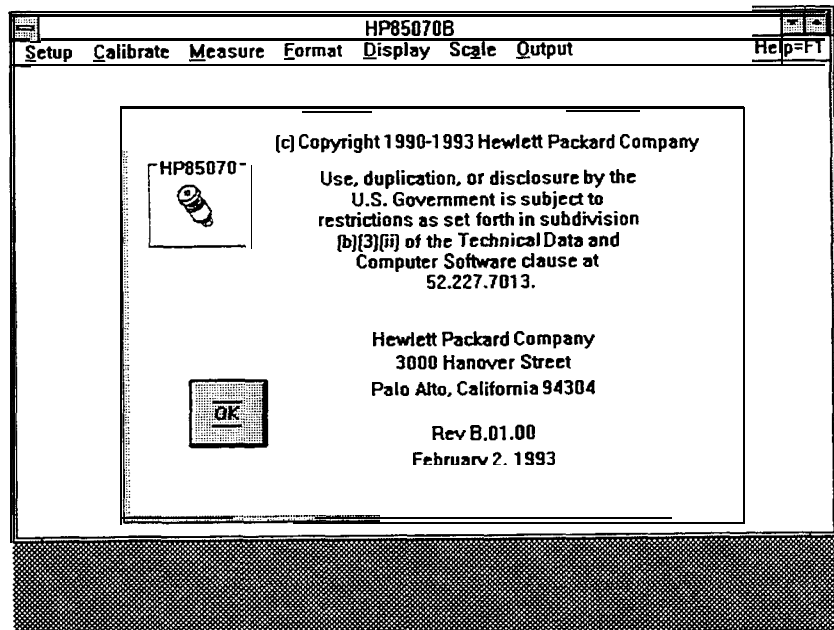 HP85070B
Setup Calibrate Measure Format Display Scale Output Help=FT
(c) Copyright 1990-1993 Hewlett Packard Company
HP85070
Use, duplication, or disclosure by the
U.S. Government is subject to
restrictions as set forth in subdivision
(b)(3)(ii) of the Technical Data and
Computer Software clause at
52.227.7013.
Hewlett Packard Company
3000 Hanover Street
Palo Alto, California 94304
OK
Rev B.01.00
February 2, 1993